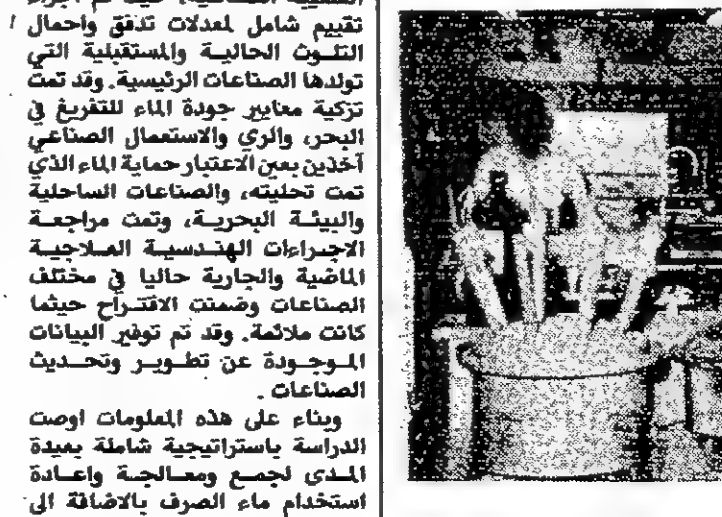 تقييم شامل لمعدلات تدفق واحمال
التلوث الحالية والمستقبلية التي
تولدها الصناعات الرئيسية. وقد تمت
تزكية معايير جودة الماء للتفريغ في
البحر، والري والاستعمال الصناعي
آخذين بعين الاعتبار حماية الماء الذي
تمت تحليته، والصناعات الساحلية
والبيئة البحرية، وتمت مراجعة
الاجراءات الهندسية العلاجية
الماضية والجارية حاليا في مختلف
الصناعات وضمنت الاقتراح حيثما
كانت ملائمة. وقد تم توفير البيانات
الموجودة عن تطوير وتحديث
الصناعات.
وبناء على هذه المعلومات اوصت
الدراسة باستراتيجية شاملة بعيدة
المدى لجمع ومعالجة واعادة
استخدام ماء الصرف بالاضافة الى